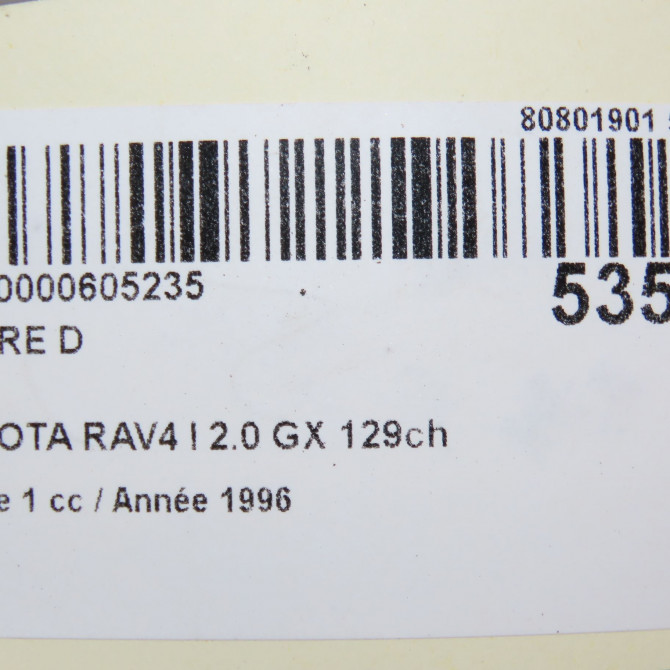 80801901
0000605235
535
RE D
OTA RAV4 I 2.0 GX 129ch
e 1 cc / Année 1996